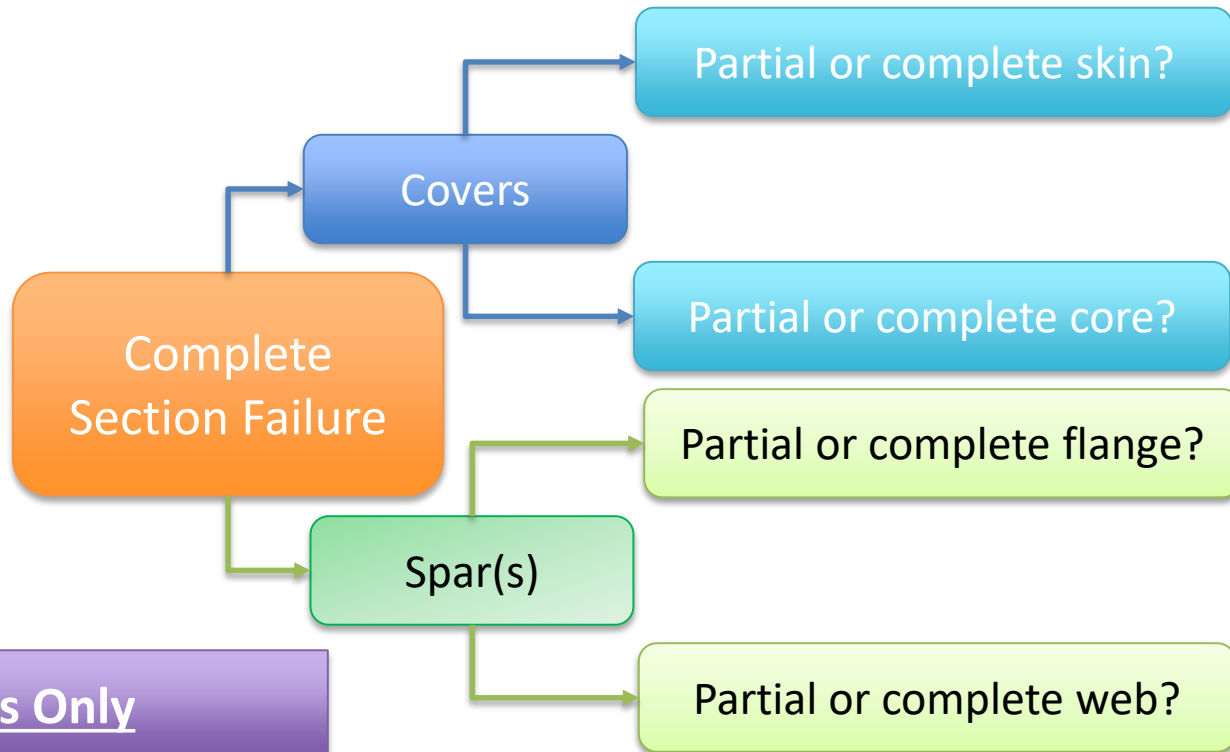 Partial or complete skin?
Covers
Partial or complete core?
Complete
Section Failure
Partial or complete flange?
Spar(s)
Partial or complete web?
Only